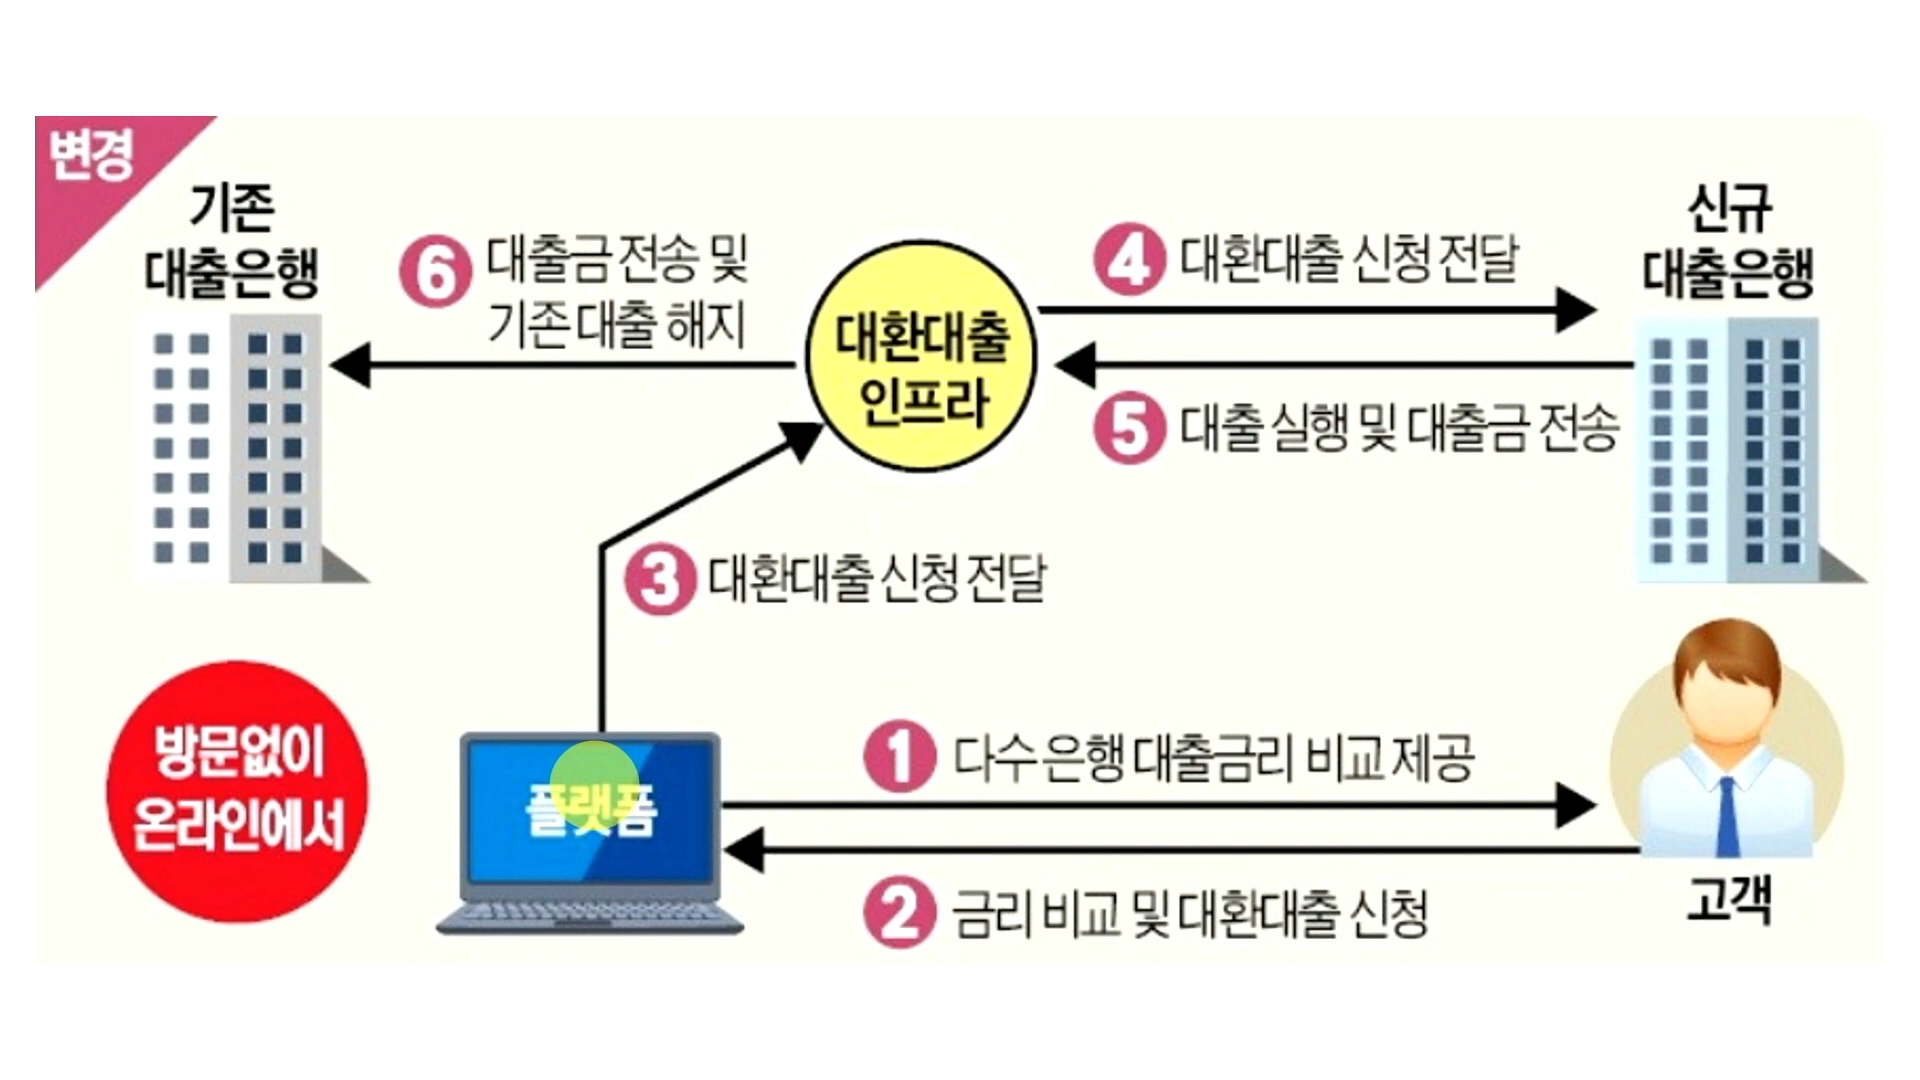 변경
기존
대출은행
6 대출금 전송 및
기존 대출 해지
대환대출
인프라
4 대환대출 신청 전달
5 대출 실행 및 대출금 전송
신규
대출은행
3 대환대출 신청 전달
방문없이
온라인에서
플랫폼
1 다수 은행 대출금리 비교 제공
2 금리 비교 및 대환대출 신청
고객